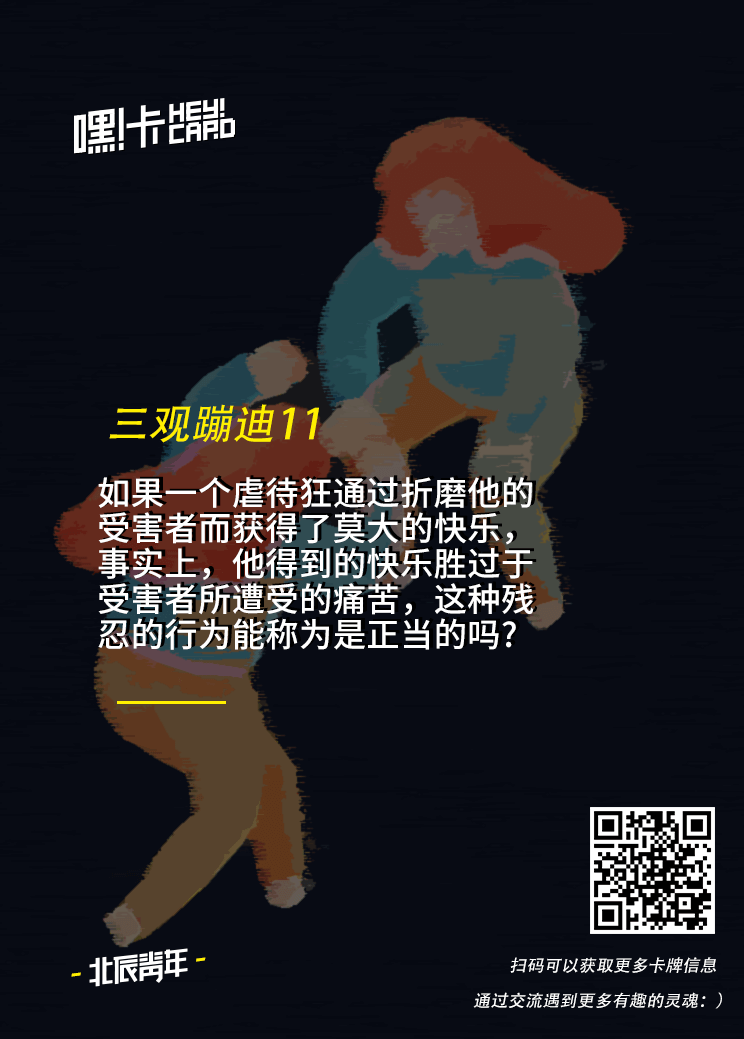 嘿!卡 HEY!
CARD
三观蹦迪11
如果一个虐待狂通过折磨他的
受害者而获得了莫大的快乐，
事实上，他得到的快乐胜过于
受害者所遭受的痛苦，这种残
忍的行为能称为是正当的吗？
- 北辰青年 -
扫码可以获取更多卡牌信息
通过交流遇到更多有趣的灵魂：）